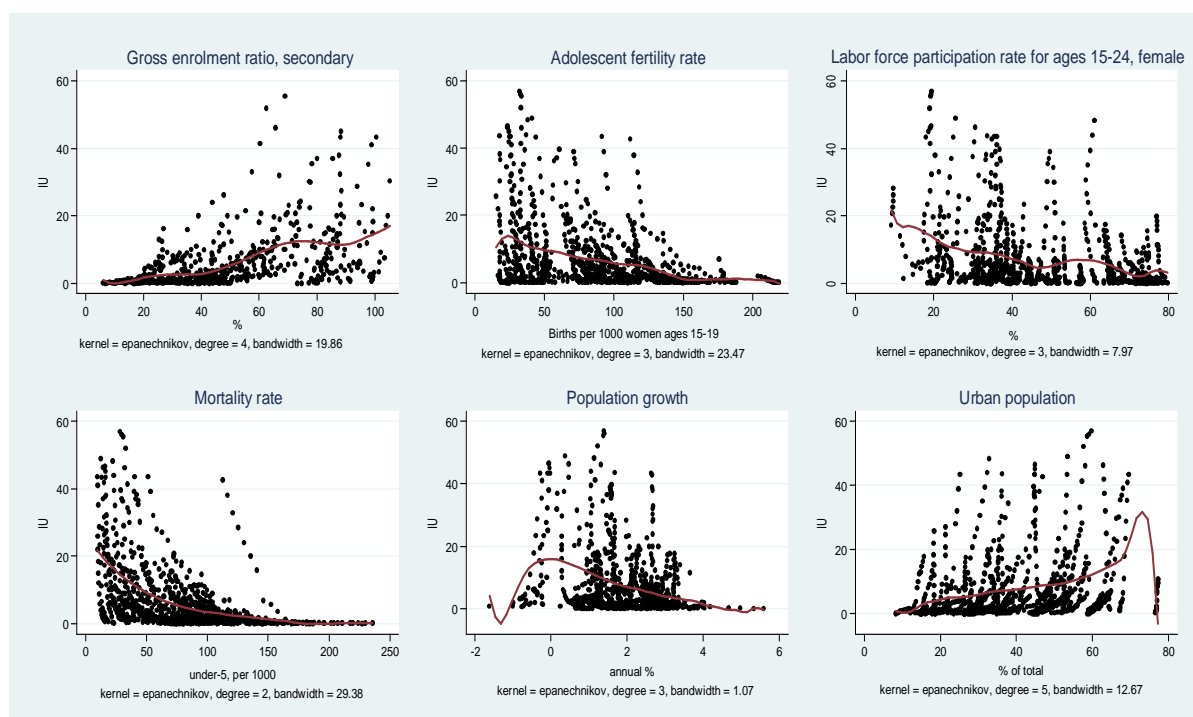 Gross enrolment ratio, secondary
60
40
20
0
IU
0 20 40 60 80 100
%
kernel = epanechnikov, degree = 4, bandwidth = 19.86
Adolescent fertility rate
60
40
20
0
IU
0 50 100 150 200
Births per 1000 women ages 15-19
kernel = epanechnikov, degree = 3, bandwidth = 23.47
Labor force participation rate for ages 15-24, female
60
40
20
0
IU
20 40 60 80
%
kernel = epanechnikov, degree = 3, bandwidth = 7.97
Mortality rate
60
40
20
0
IU
0 50 100 150 200 250
under-5, per 1000
kernel = epanechnikov, degree = 2, bandwidth = 29.38
Population growth
60
40
20
0
IU
-2 0 2 4 6
annual %
kernel = epanechnikov, degree = 3, bandwidth = 1.07
Urban population
60
40
20
0
IU
0 20 40 60 80
% of total
kernel = epanechnikov, degree = 5, bandwidth = 12.67